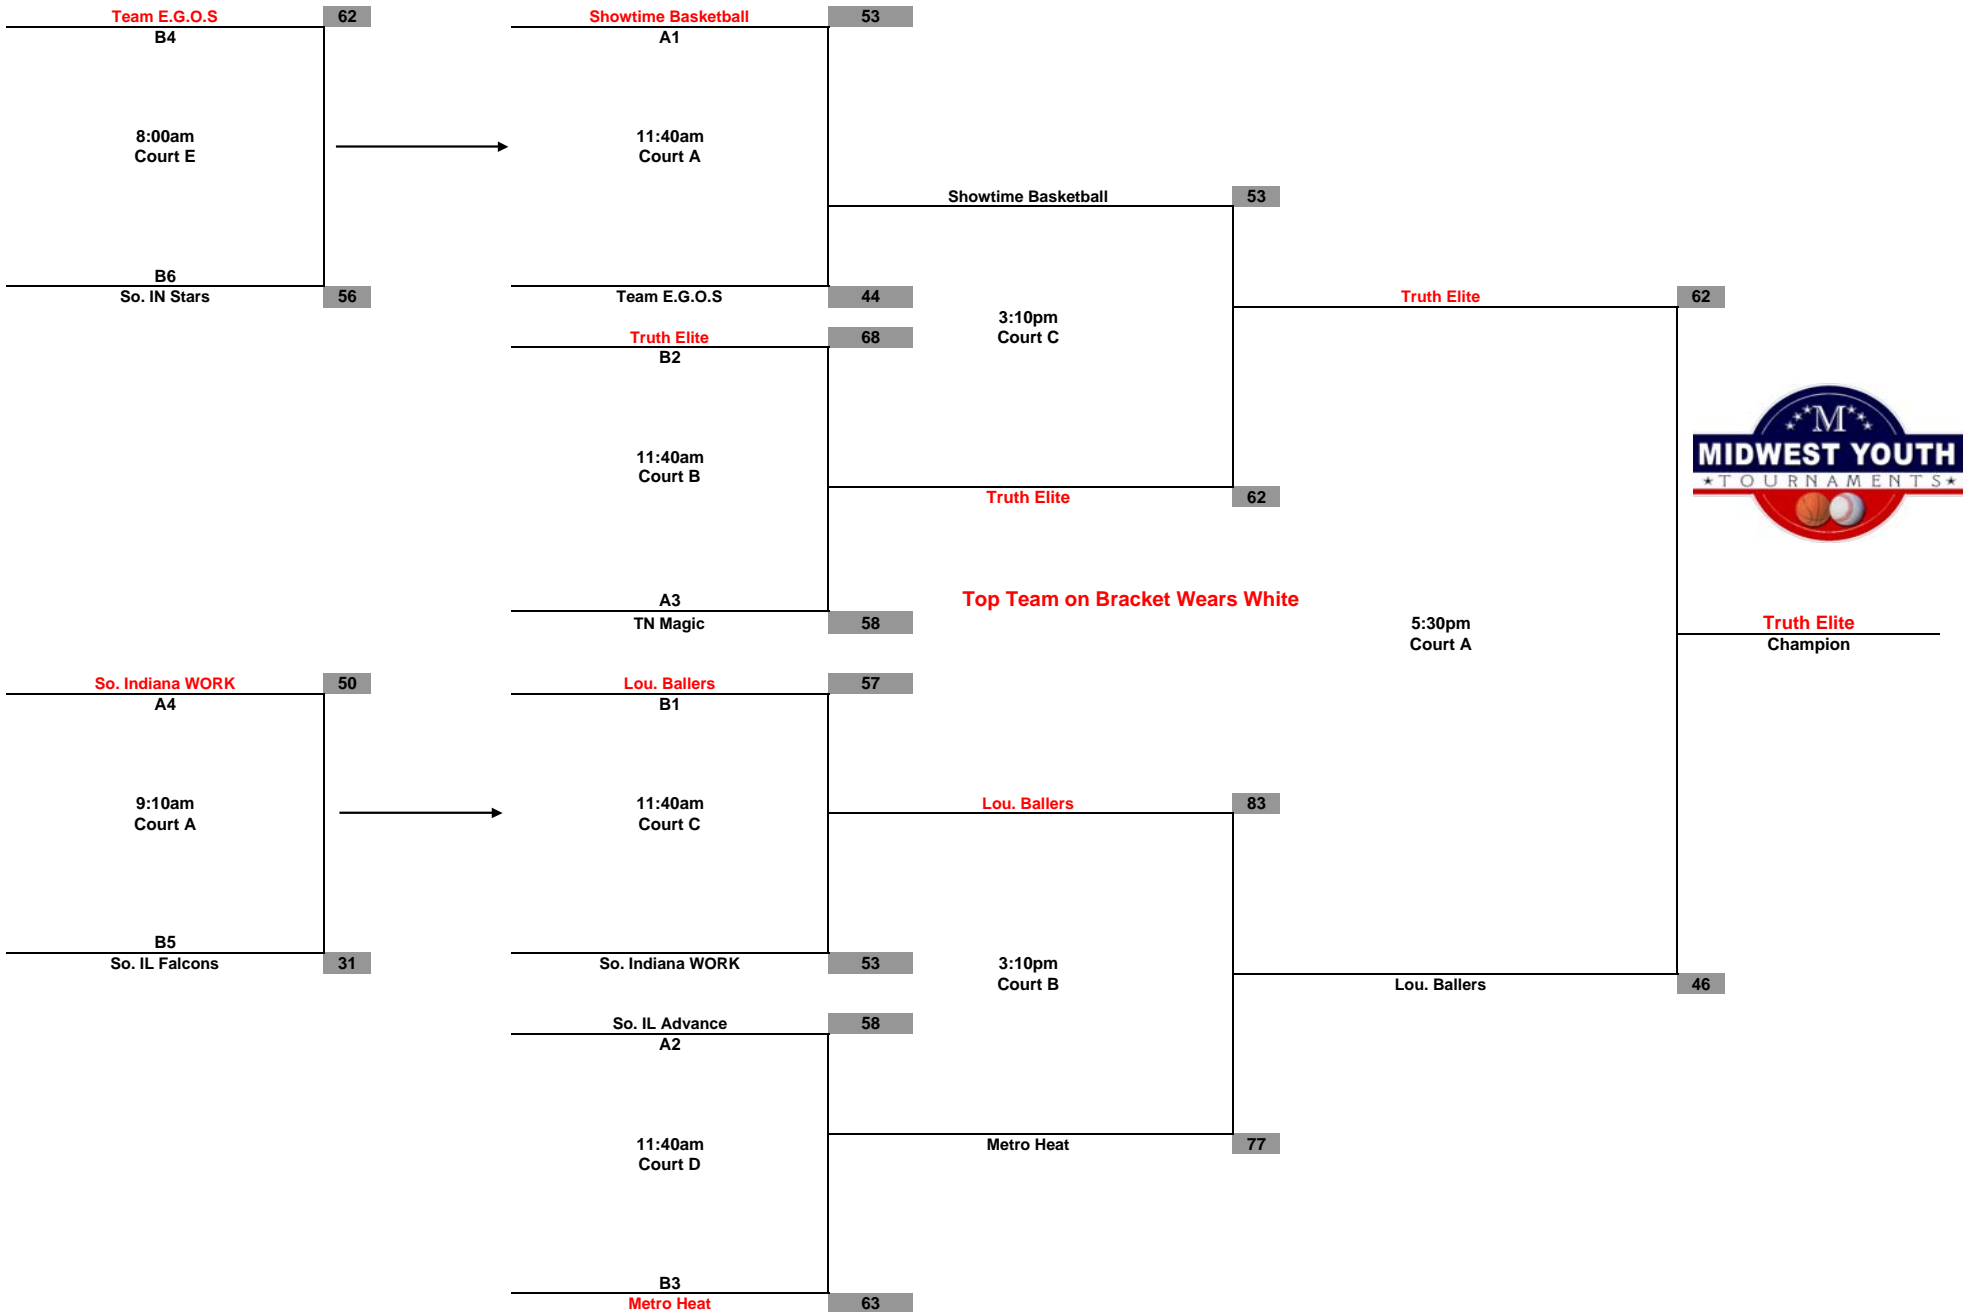 Team E.G.O.S 62
B4
8:00am
Court E
B6
So. IN Stars 56
Showtime Basketball 53
A1
11:40am
Court A
Team E.G.O.S 44
Truth Elite 68
B2
11:40am
Court B
A3
TN Magic 58
Showtime Basketball 53
3:10pm
Court C
Truth Elite 62
Truth Elite 62
M
MIDWEST YOUTH
TOURNAMENTS
Top Team on Bracket Wears White
5:30pm
Court A
Truth Elite
Champion
So. Indiana WORK 50
A4
9:10am
Court A
B5
So. IL Falcons 31
Lou. Ballers 57
B1
11:40am
Court C
So. Indiana WORK 53
So. IL Advance 58
A2
11:40am
Court D
B3
Metro Heat 63
Lou. Ballers 83
3:10pm
Court B
Metro Heat 77
Lou. Ballers 46